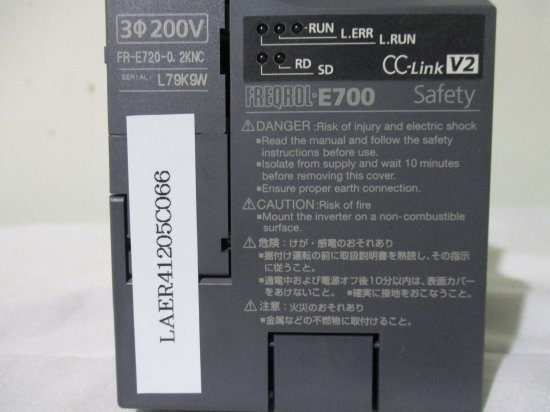 3Φ200V
FR-E720-0.2KNC
SERIAL: L79K9W
RUN
L.ERR
L.RUN
RD
SD
CC-Link V2
FREQROL-E700 Safety
⚠DANGER :Risk of injury and electric shock
■Read the manual and follow the safety
instructions before use.
■Isolate from supply and wait 10 minutes
before removing this cover.
■Ensure proper earth connection.
⚠CAUTION :Risk of fire
■Mount the inverter on a non-combustible
surface.
⚠危険 : けが・感電のおそれあり
■据付け運転の前に取扱説明書を熟読し、その指示
に従うこと。
■通電中および電源オフ後10分以内は、表面カバー
をあけないこと。 ■確実に接地をおこなうこと。
⚠注意 : 火災のおそれあり
■金属などの不燃物に取付けること。
LAER41205C066